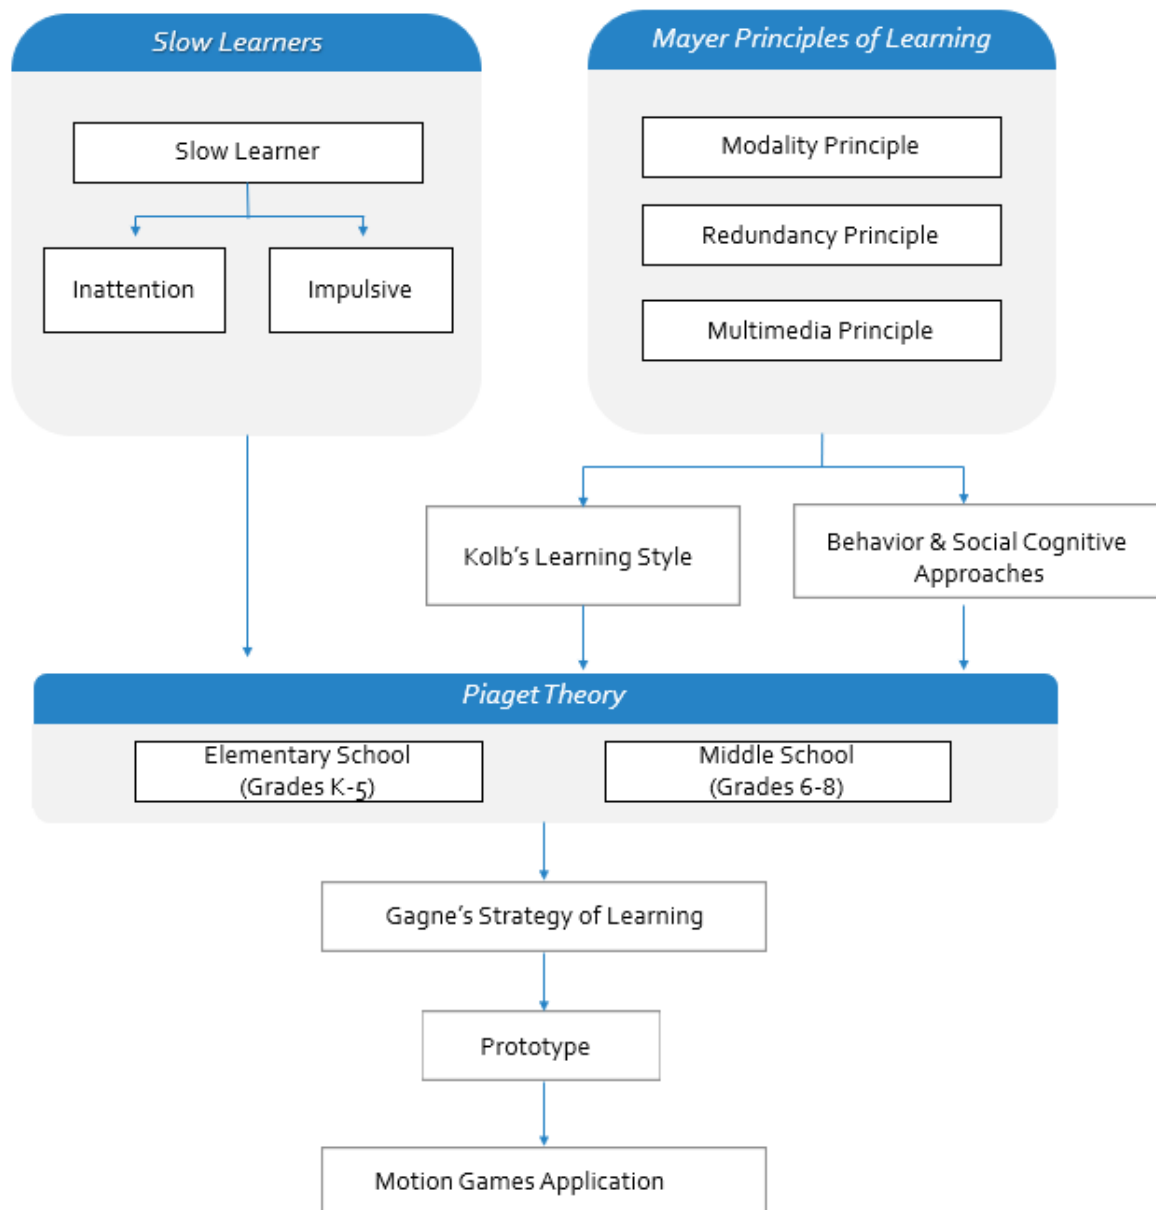 Slow Learners
Mayer Principles of Learning
Slow Learner
Inattention
Impulsive
Modality Principle
Redundancy Principle
Multimedia Principle
Kolb's Learning Style
Behavior & Social Cognitive
Approaches
Piaget Theory
Elementary School
(Grades K-5)
Middle School
(Grades 6-8)
Gagne's Strategy of Learning
Prototype
Motion Games Application